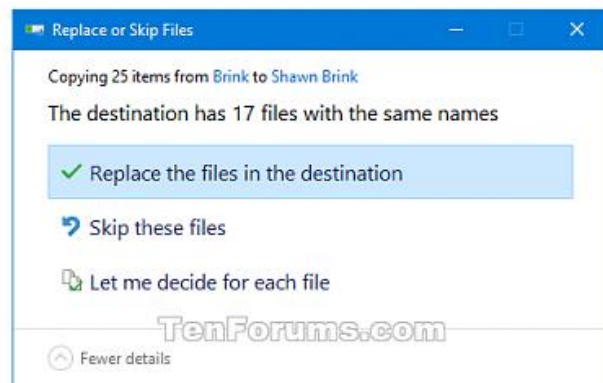 Replace or Skip Files
Copying 25 items from Brink to Shawn Brink
The destination has 17 files with the same names
Replace the files in the destination
Skip these files
Let me decide for each file
TenForums.com
Fewer details